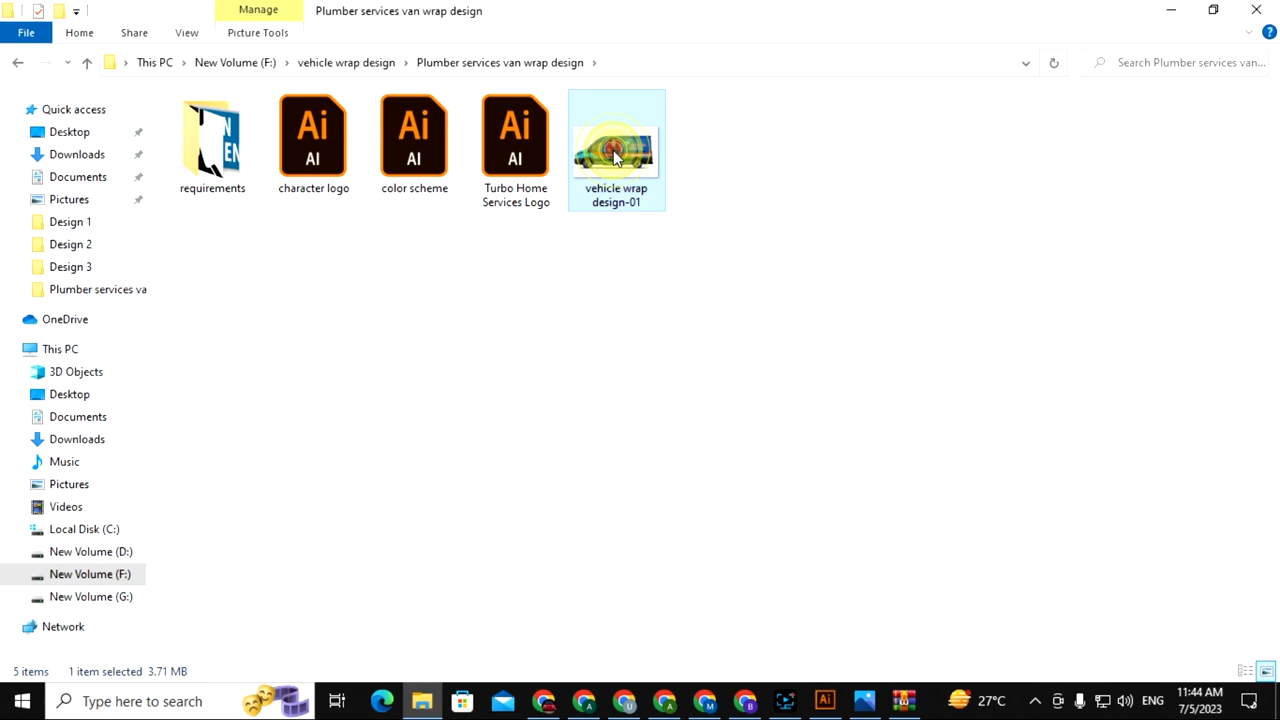 Manage
Plumber services van wrap design
File
Home
Share
View
Picture Tools
This PC
New Volume (F:)
vehicle wrap design
Plumber services van wrap design
Search Plumber services van...
Quick access
Desktop
Downloads
Documents
Pictures
Design 1
Design 2
Design 3
Plumber services va
OneDrive
This PC
3D Objects
Desktop
Documents
Downloads
Music
Pictures
Videos
Local Disk (C:)
New Volume (D:)
New Volume (F:)
New Volume (G:)
Network
N
EN
requirements
Ai
AI
character logo
Ai
AI
color scheme
Ai
AI
Turbo Home
Services Logo
vehicle wrap
design-01
5 items
1 item selected 3.71 MB
Type here to search
Ai
27°C
ENG
11:44 AM
7/5/2023